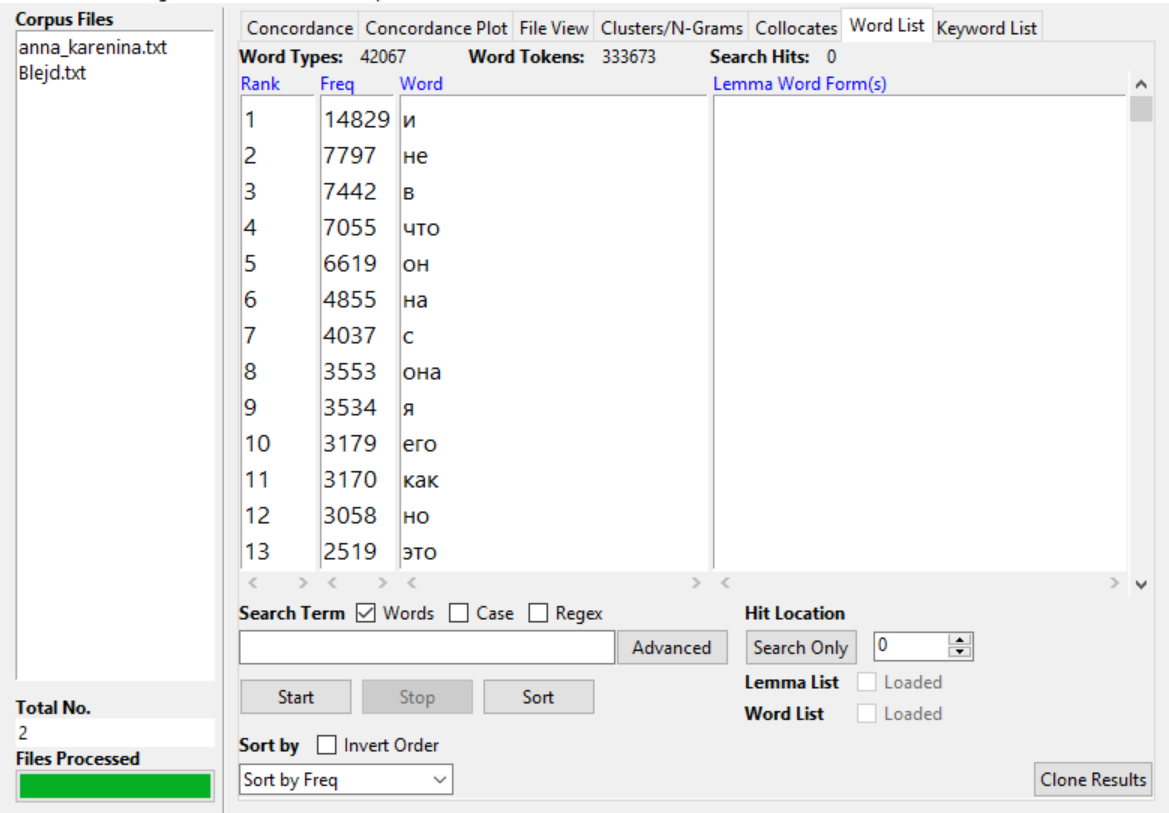 Corpus Files
anna_karenina.txt
Blejd.txt
Total No.
2
Files Processed
Concordance Concordance Plot File View Clusters/N-Grams Collocates Word List Keyword List
Word Types: 42067 Word Tokens: 333673 Search Hits: 0
Rank Freq Word Lemma Word Form(s)
1 14829 и
2 7797 не
3 7442 в
4 7055 что
5 6619 он
6 4855 на
7 4037 с
8 3553 она
9 3534 я
10 3179 его
11 3170 как
12 3058 но
13 2519 это
Search Term Words Case Regex Hit Location
Advanced Search Only 0
Start Stop Sort Lemma List Loaded
Word List Loaded
Sort by Invert Order
Sort by Freq Clone Results